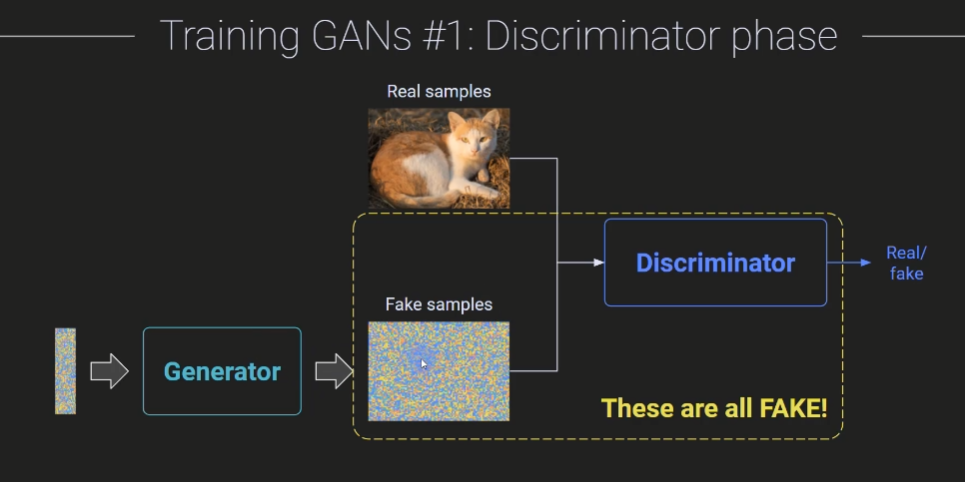 Training GANs #1: Discriminator phase
Real samples
Discriminator
Real/
fake
Fake samples
Generator
These are all FAKE!